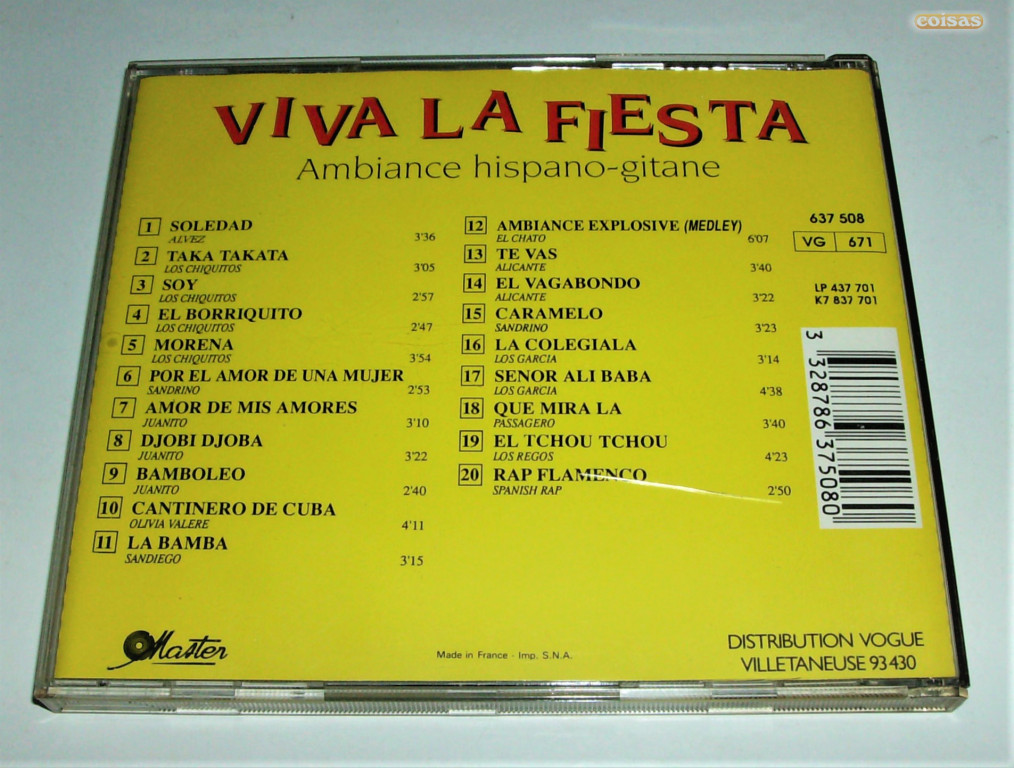 coisas
VIVA LA FIESTA
Ambiance hispano-gitane
1 SOLEDAD
ALVEZ 3'36
2 TAKA TAKATA
LOS CHIQUITOS 3'05
3 SOY
LOS CHIQUITOS 2'57
4 EL BORRIQUITO
LOS CHIQUITOS 2'47
5 MORENA
LOS CHIQUITOS 3'54
6 POR EL AMOR DE UNA MUJER
SANDRINO 2'53
7 AMOR DE MIS AMORES
JUANITO 3'10
8 DJOBI DJOBA
JUANITO 3'22
9 BAMBOLEO
JUANITO 2'40
10 CANTINERO DE CUBA
OLIVIA VALERE 4'11
11 LA BAMBA
SANDIEGO 3'15
12 AMBIANCE EXPLOSIVE (MEDLEY)
EL CHATO 6'07
13 TE VAS
ALICANTE 3'40
14 EL VAGABONDO
ALICANTE 3'22
15 CARAMELO
SANDRINO 3'23
16 LA COLEGIALA
LOS GARCIA 3'14
17 SENOR ALI BABA
LOS GARCIA 4'38
18 QUE MIRA LA
PASSAGERO 3'40
19 EL TCHOU TCHOU
LOS REGOS 4'23
20 RAP FLAMENCO
SPANISH RAP 2'50
637 508
VG 671
LP 437 701
K7 837 701
3 328786 375080
Master
Made in France - Imp. S.N.A.
DISTRIBUTION VOGUE
VILLETANEUSE 93430